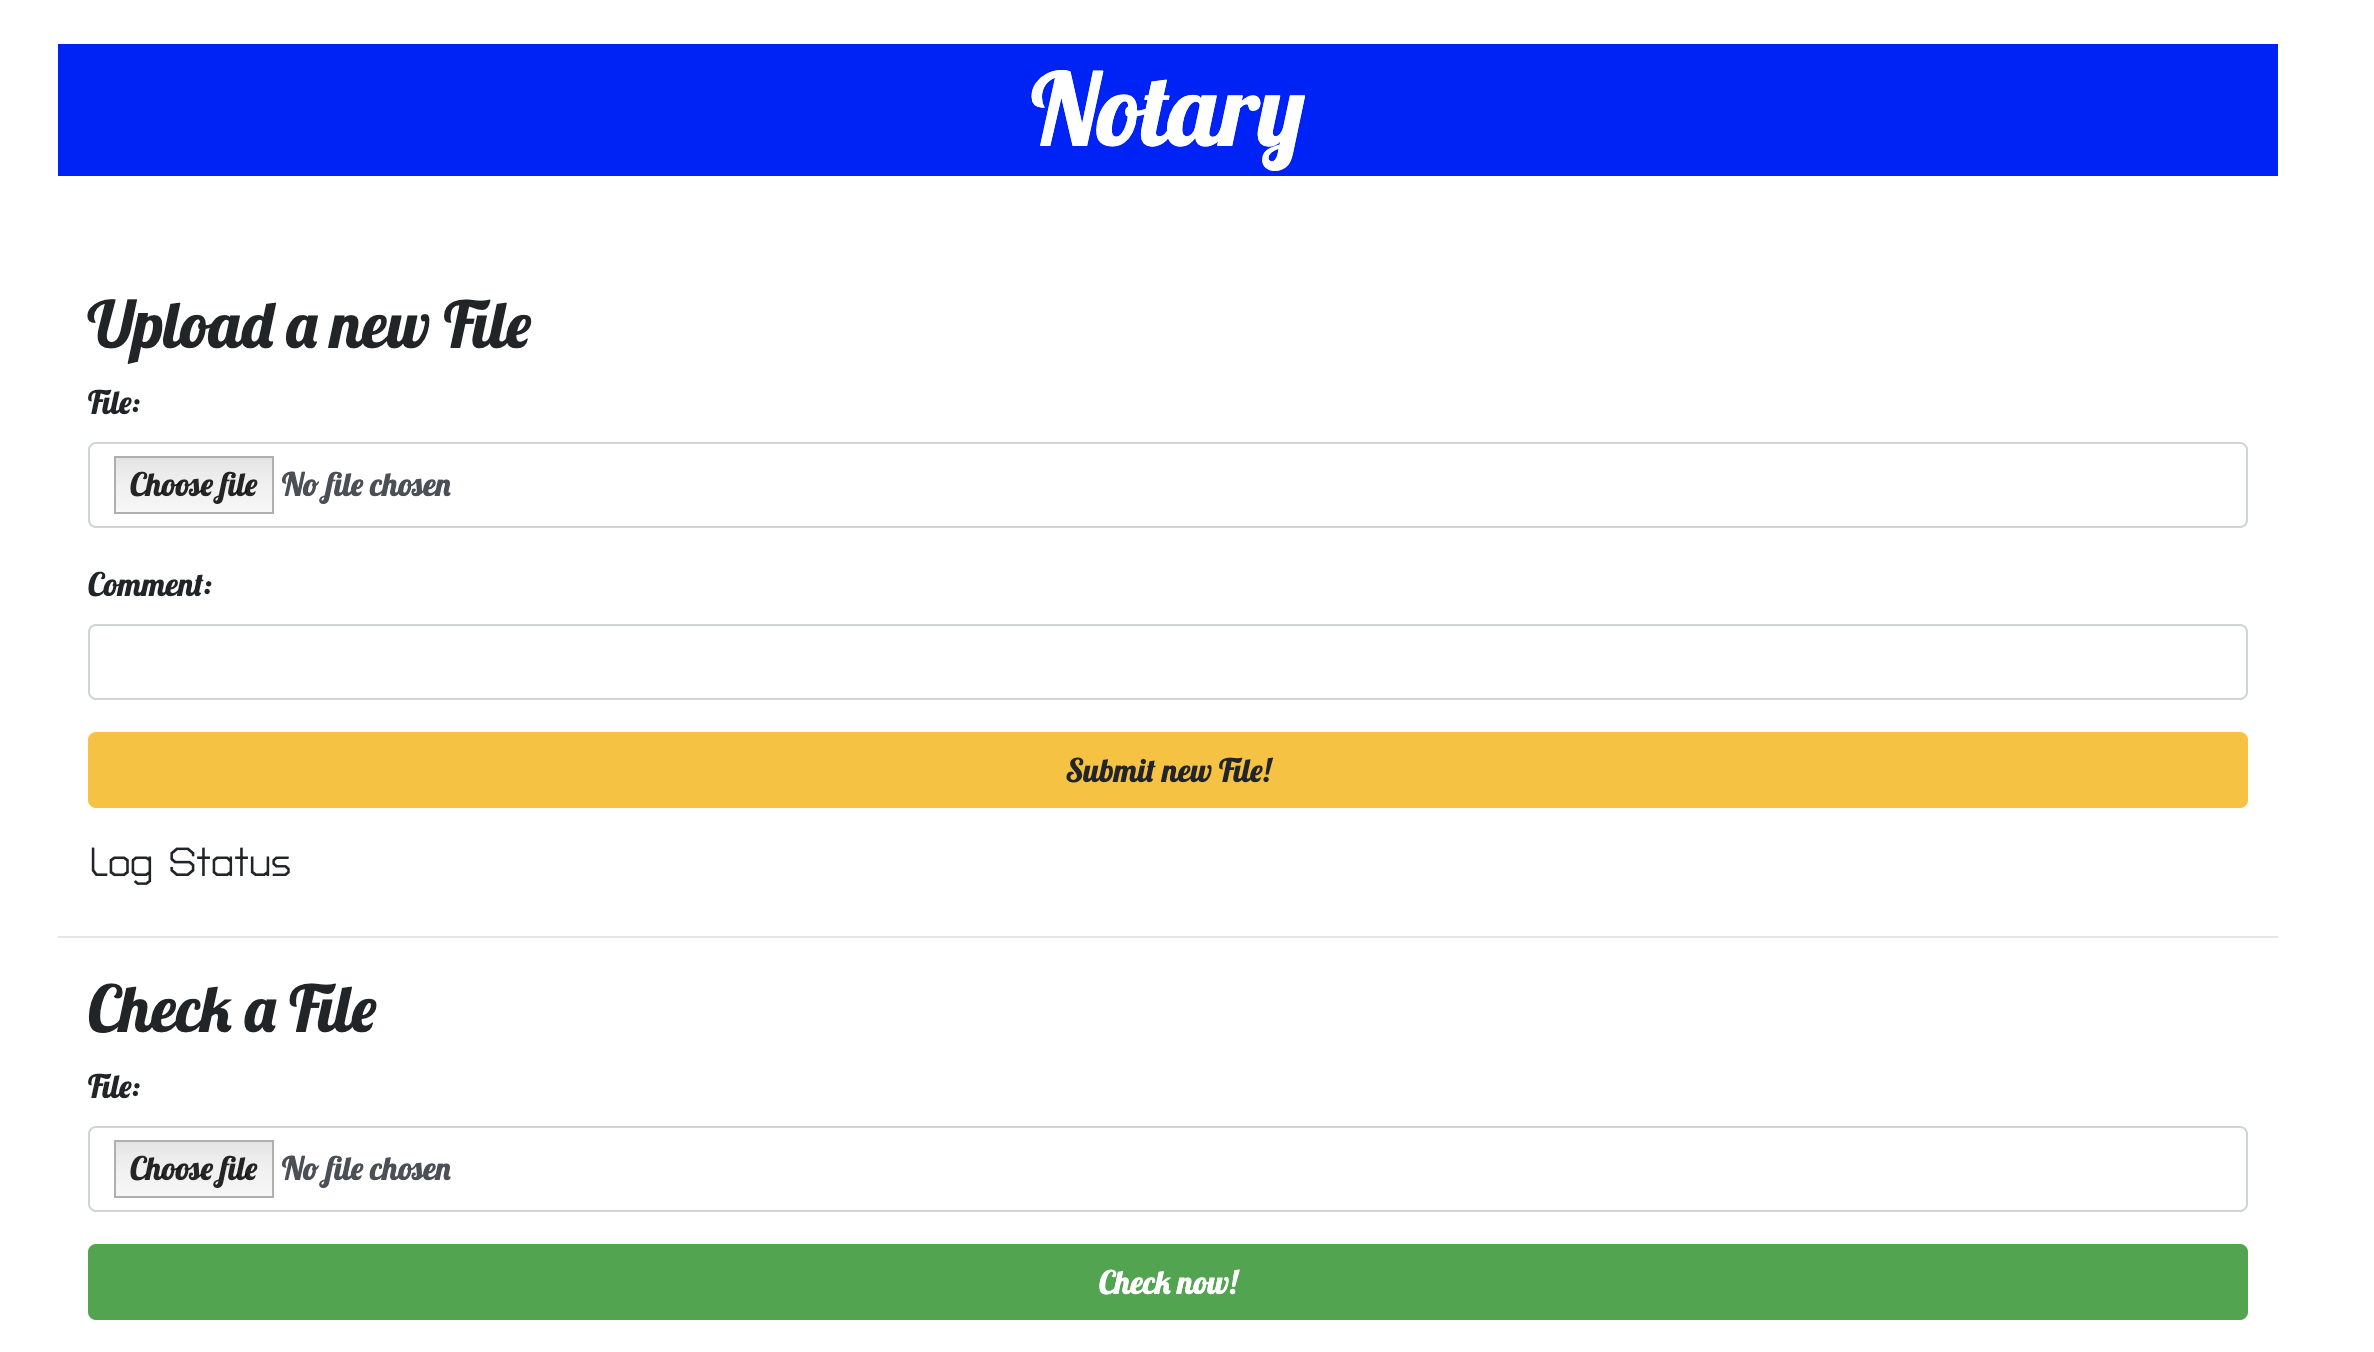 Notary
Upload a new File
File:
Choose file No file chosen
Comment:
Submit new File!
Log Status
Check a File
File:
Choose file No file chosen
Check now!